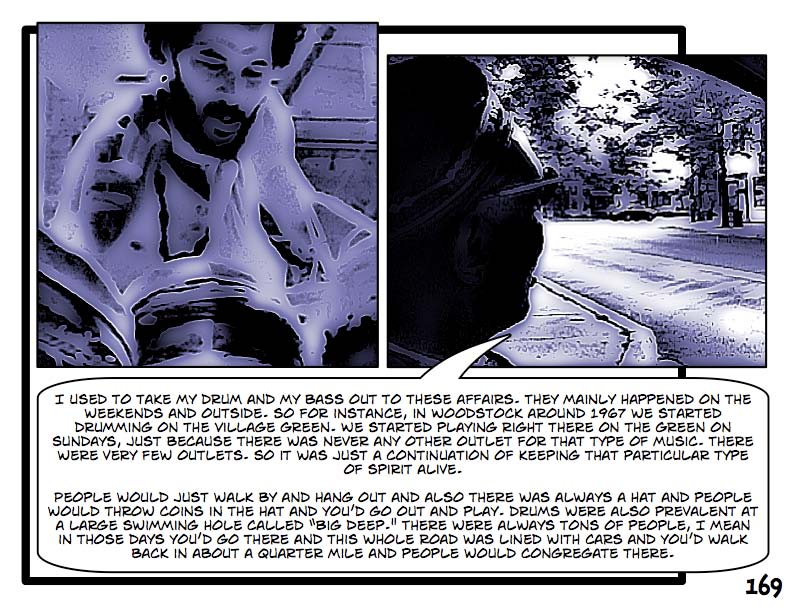 I USED TO TAKE MY DRUM AND MY BASS OUT TO THESE AFFAIRS. THEY MAINLY HAPPENED ON THE
WEEKENDS AND OUTSIDE. SO FOR INSTANCE, IN WOODSTOCK AROUND 1967 WE STARTED
DRUMMING ON THE VILLAGE GREEN. WE STARTED PLAYING RIGHT THERE ON THE GREEN ON
SUNDAYS, JUST BECAUSE THERE WAS NEVER ANY OTHER OUTLET FOR THAT TYPE OF MUSIC. THERE
WERE VERY FEW OUTLETS. SO IT WAS JUST A CONTINUATION OF KEEPING THAT PARTICULAR TYPE
OF SPIRIT ALIVE.
PEOPLE WOULD JUST WALK BY AND HANG OUT AND ALSO THERE WAS ALWAYS A HAT AND PEOPLE
WOULD THROW COINS IN THE HAT AND YOU'D GO OUT AND PLAY. DRUMS WERE ALSO PREVALENT AT
A LARGE SWIMMING HOLE CALLED "BIG DEEP." THERE WERE ALWAYS TONS OF PEOPLE, I MEAN
IN THOSE DAYS YOU'D GO THERE AND THIS WHOLE ROAD WAS LINED WITH CARS AND YOU'D WALK
BACK IN ABOUT A QUARTER MILE AND PEOPLE WOULD CONGREGATE THERE.
169